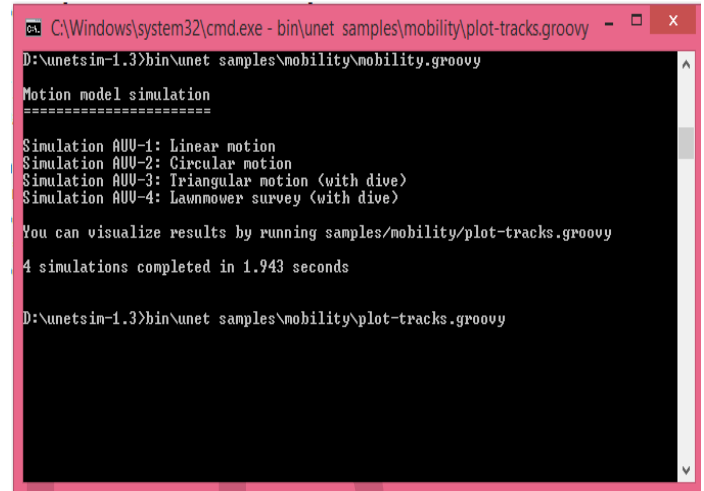 C:\Windows\system32\cmd.exe - bin\unet samples\mobility\plot-tracks.groovy
D:\unetsim-1.3>bin\unet samples\mobility\mobility.groovy
Motion model simulation
=======================
Simulation AUV-1: Linear motion
Simulation AUV-2: Circular motion
Simulation AUV-3: Triangular motion (with dive)
Simulation AUV-4: Lawnmower survey (with dive)
You can visualize results by running samples/mobility/plot-tracks.groovy
4 simulations completed in 1.943 seconds
D:\unetsim-1.3>bin\unet samples\mobility\plot-tracks.groovy